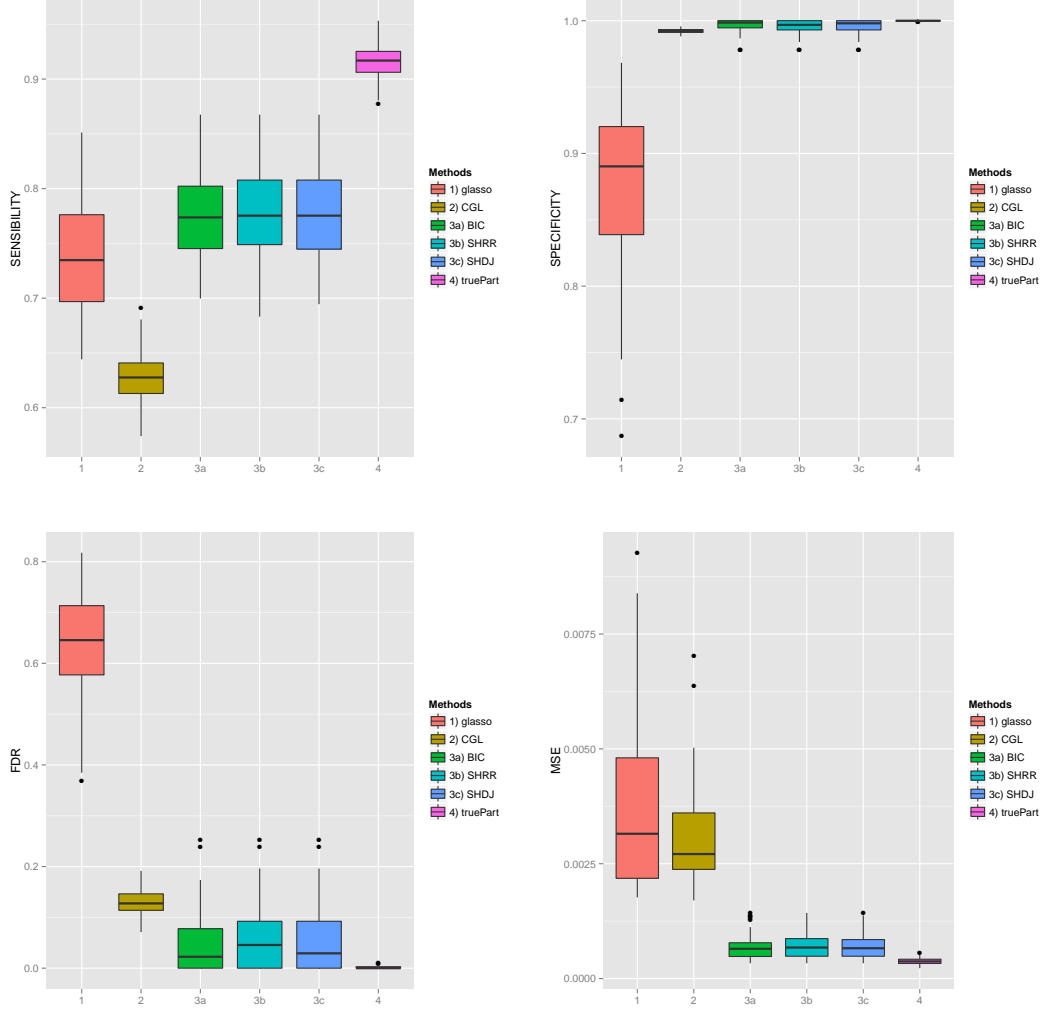 SENSIBILITY
0.9
0.8
0.7
0.6
1
2
3a
3b
3c
4
Methods
1) glasso
2) CGL
3a) BIC
3b) SHRR
3c) SHDJ
4) truePart
SPECIFICITY
1.0
0.9
0.8
0.7
1
2
3a
3b
3c
4
Methods
1) glasso
2) CGL
3a) BIC
3b) SHRR
3c) SHDJ
4) truePart
FDR
0.8
0.6
0.4
0.2
0.0
1
2
3a
3b
3c
4
Methods
1) glasso
2) CGL
3a) BIC
3b) SHRR
3c) SHDJ
4) truePart
MSE
0.0075
0.0050
0.0025
0.0000
1
2
3a
3b
3c
4
Methods
1) glasso
2) CGL
3a) BIC
3b) SHRR
3c) SHDJ
4) truePart